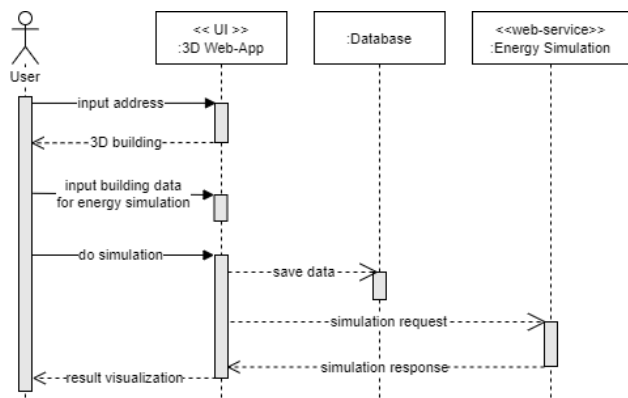 << UI >>
:3D Web-App
:Database
<<web-service>>
:Energy Simulation
User
input address
3D building
input building data
for energy simulation
do simulation
save data
simulation request
simulation response
result visualization